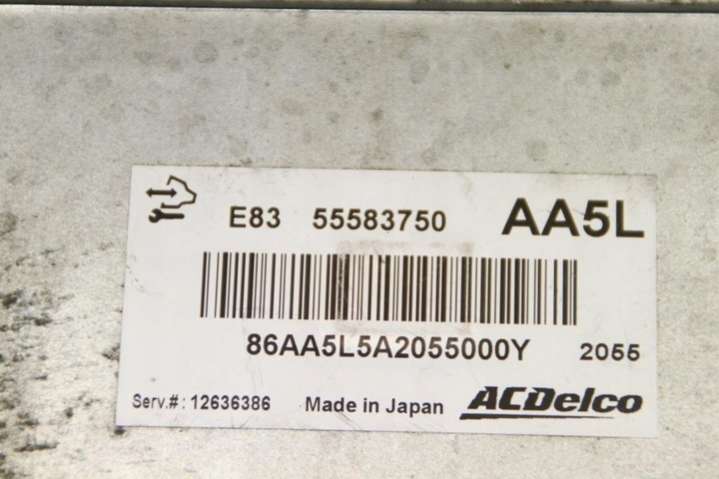 E83 55583750 AA5L
86AA5L5A2055000Y 2055
Serv.#: 12636386 Made in Japan ACDelco